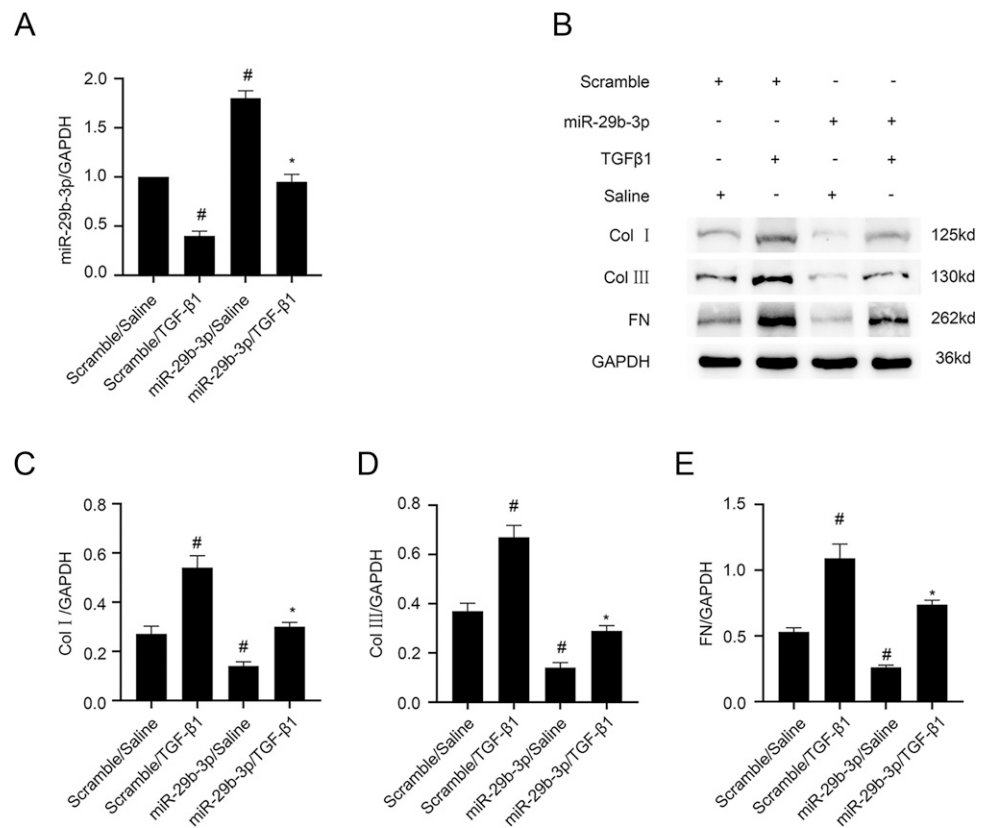 A
miR-29b-3p/GAPDH
2.0
1.5
1.0
0.5
0.0
#
#
*
Scramble/Saline
Scramble/TGF-β1
miR-29b-3p/Saline
miR-29b-3p/TGF-β1
B
Scramble + + - -
miR-29b-3p - - + +
TGFβ1 - + - +
Saline + - + -
Col Ⅰ 125kd
Col Ⅲ 130kd
FN 262kd
GAPDH 36kd
C
Col Ⅰ/GAPDH
0.8
0.6
0.4
0.2
0.0
#
#
*
Scramble/Saline
Scramble/TGF-β1
miR-29b-3p/Saline
miR-29b-3p/TGF-β1
D
Col Ⅲ/GAPDH
0.8
0.6
0.4
0.2
0.0
#
#
*
Scramble/Saline
Scramble/TGF-β1
miR-29b-3p/Saline
miR-29b-3p/TGF-β1
E
FN/GAPDH
1.5
1.0
0.5
0.0
#
#
*
Scramble/Saline
Scramble/TGF-β1
miR-29b-3p/Saline
miR-29b-3p/TGF-β1